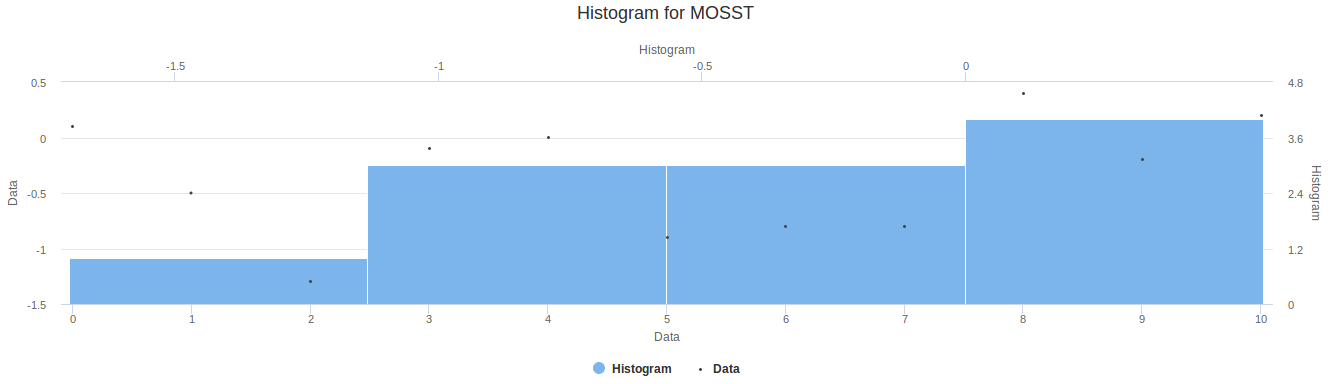 Histogram for MOSST
Histogram
-1.5 -1 -0.5 0
0.5 4.8
0 3.6
-0.5 2.4
-1 1.2
-1.5 0
Data
Histogram
0 1 2 3 4 5 6 7 8 9 10
Data
Histogram Data